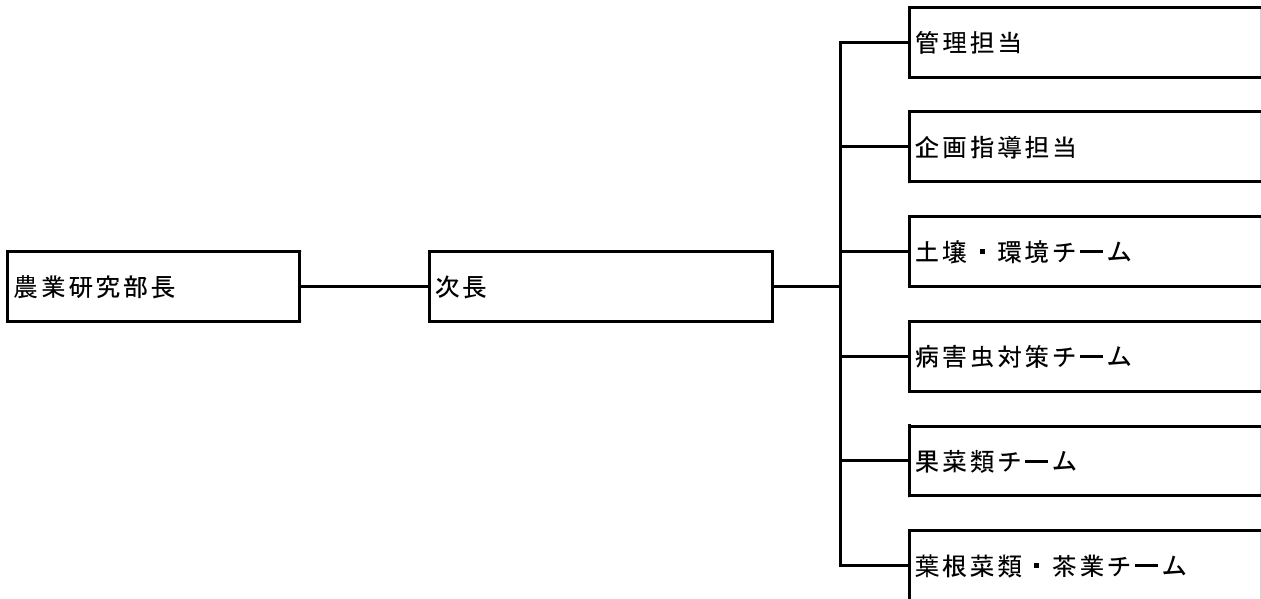 農業研究部長
次長
管理担当
企画指導担当
土壌・環境チーム
病害虫対策チーム
果菜類チーム
葉根菜類・茶業チーム